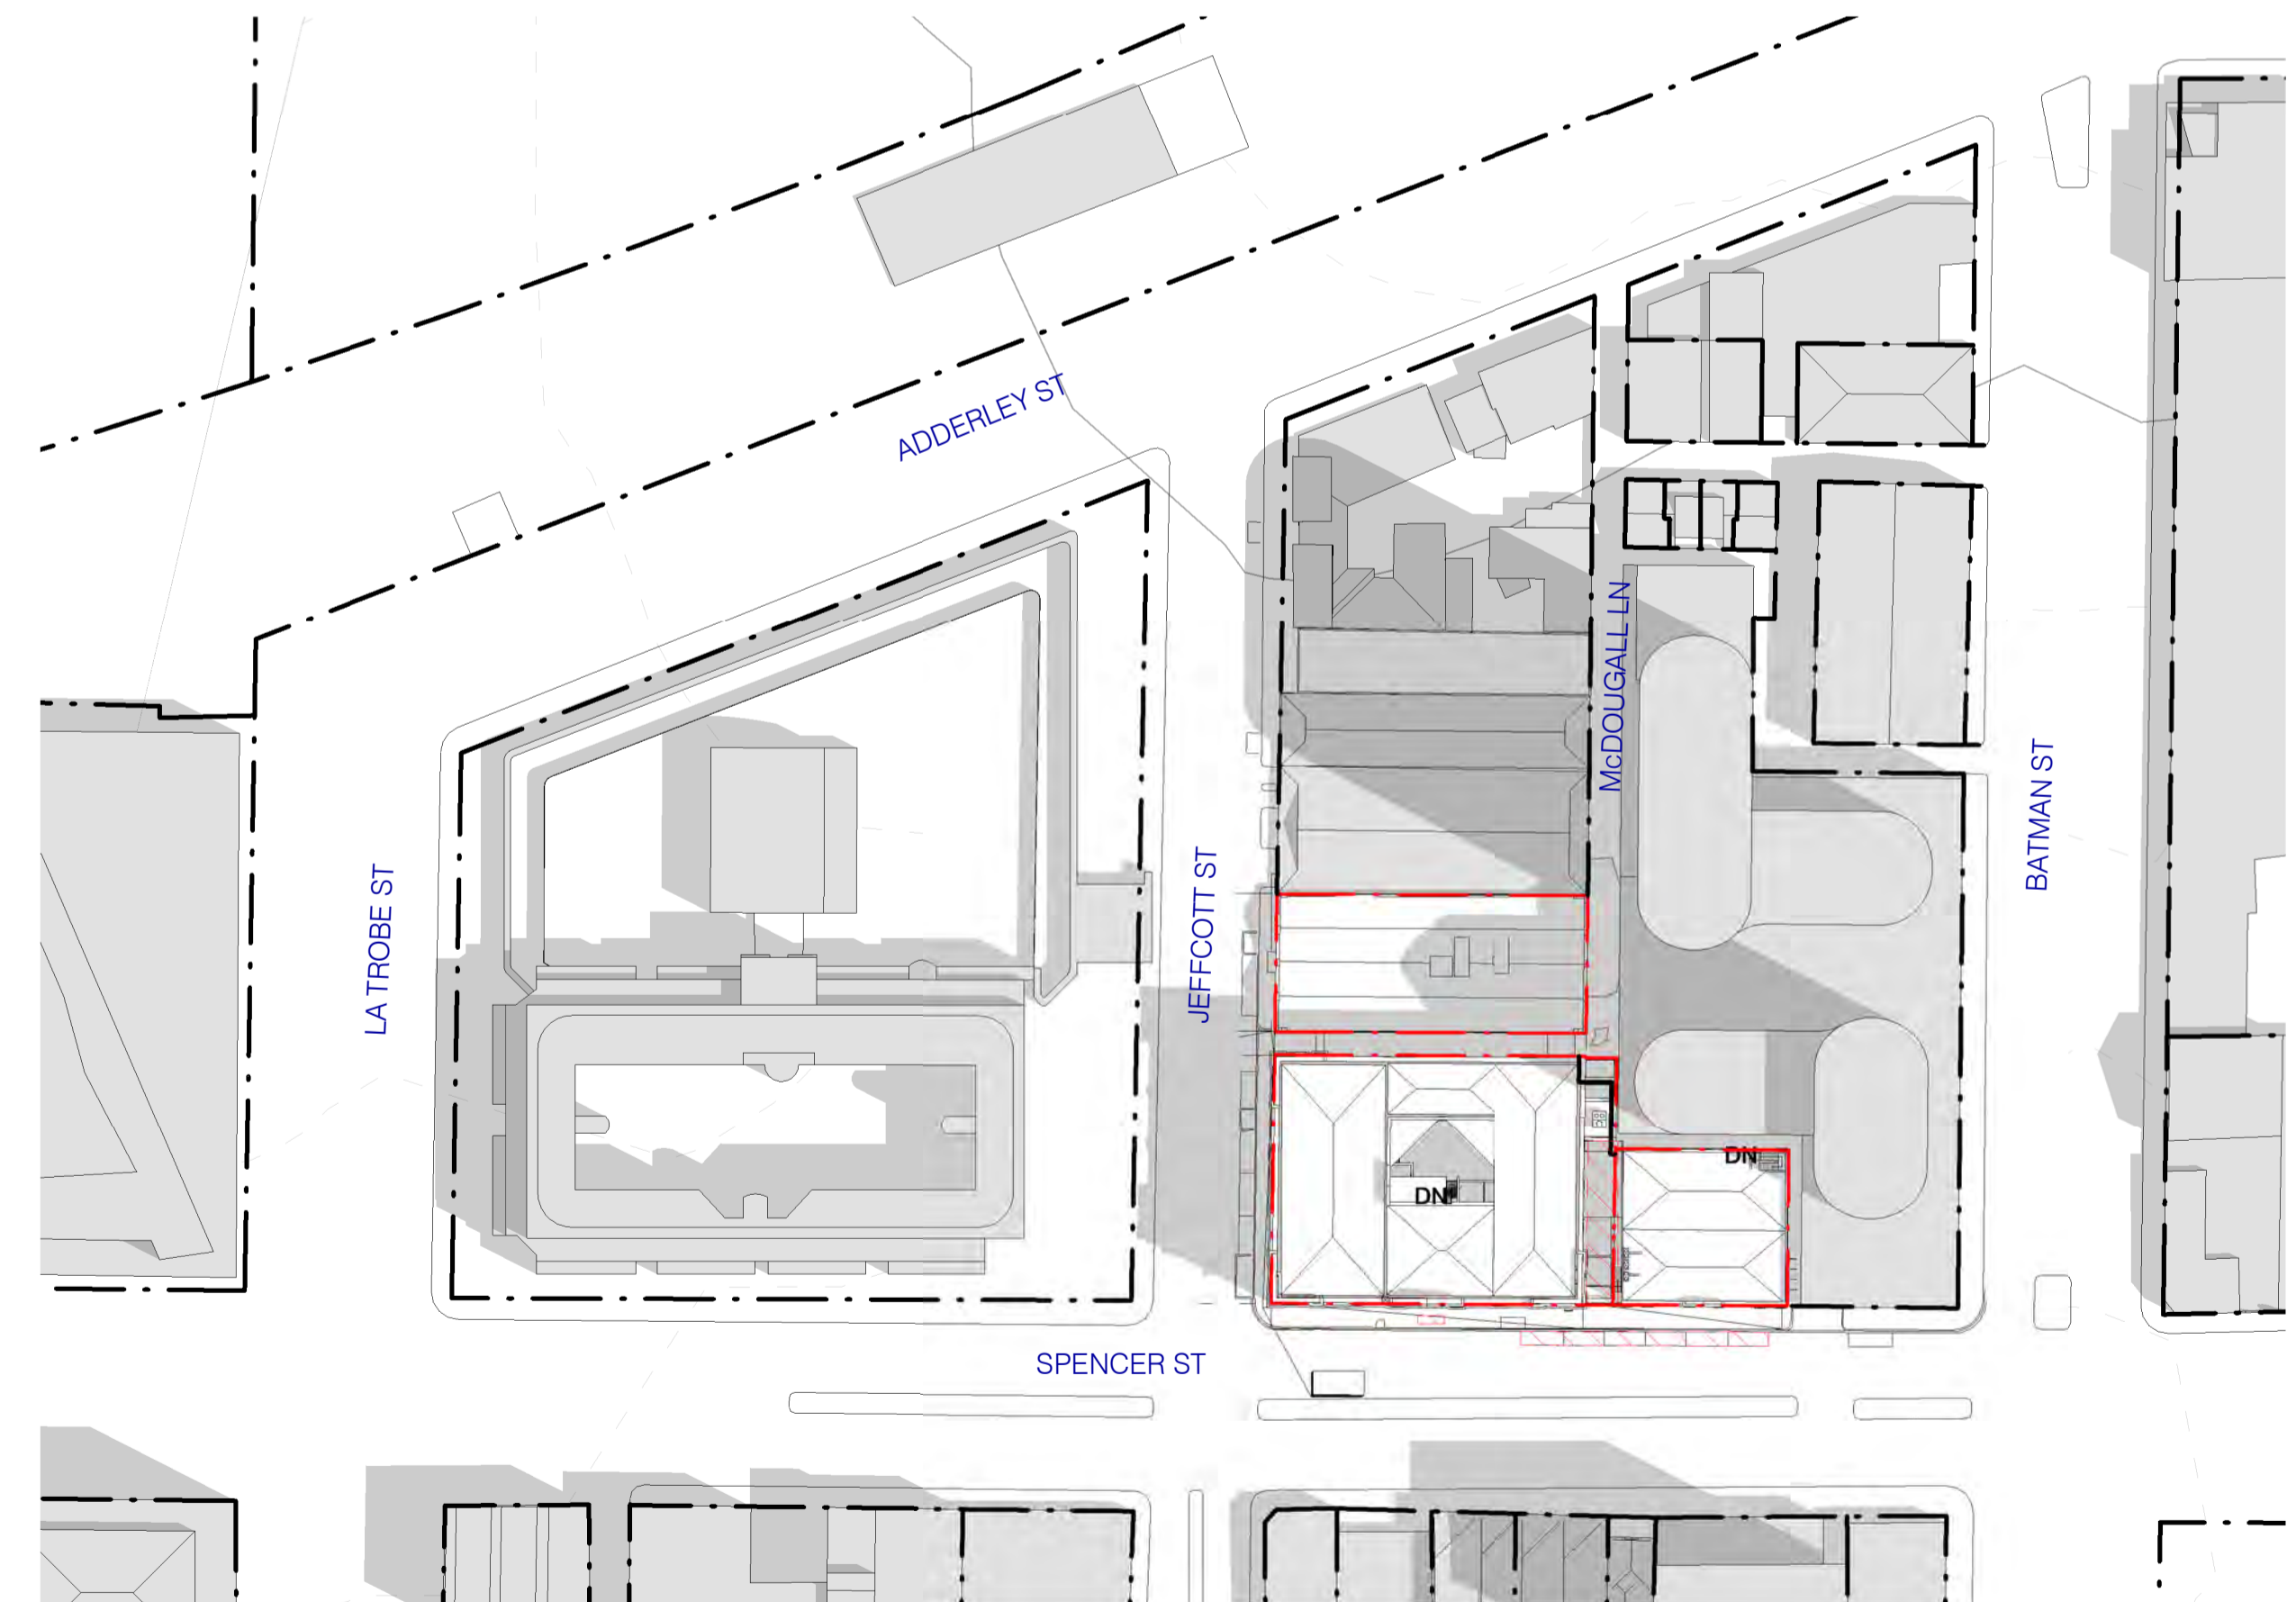 ADDERLEY ST
McDOUGALL LN
LA TROBE ST
JEFFCOTT ST
BATMAN ST
DN
DN
SPENCER ST